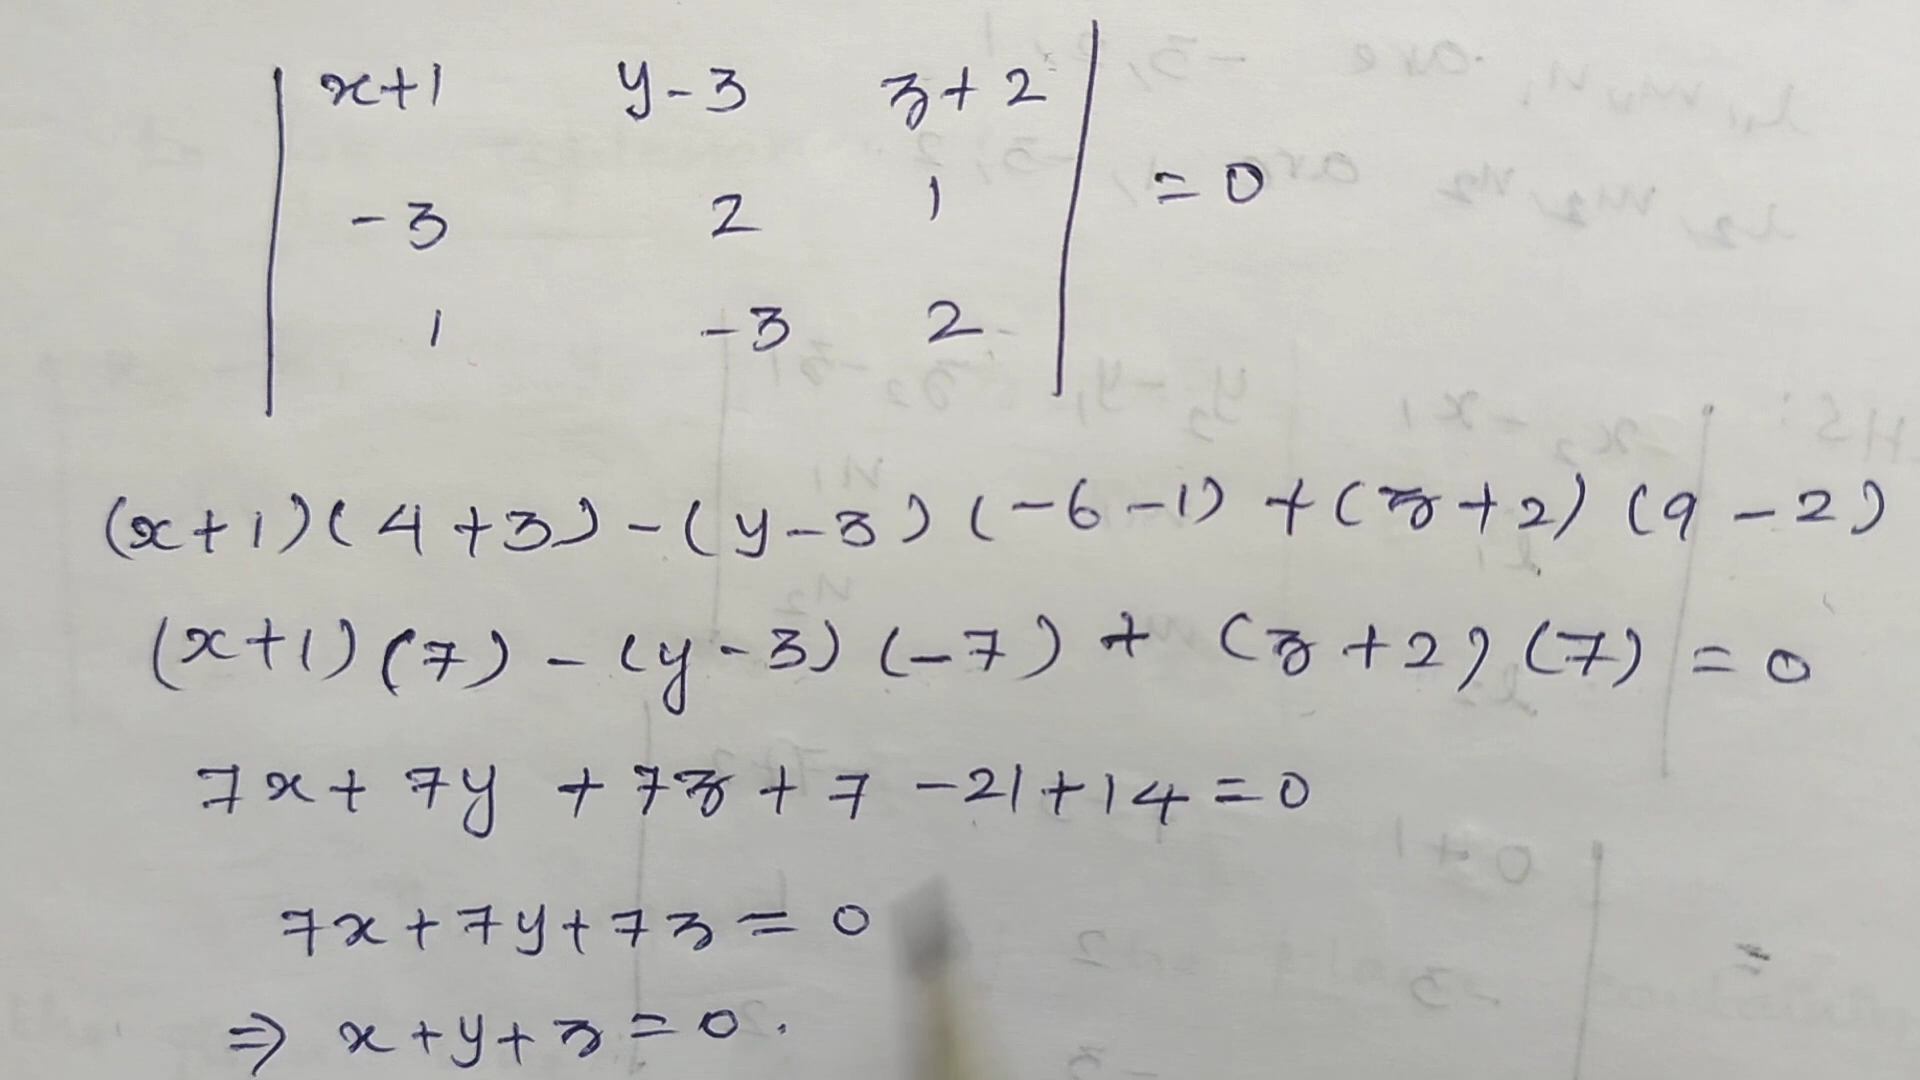 | x+1 y-3 z+2 |
| -3 2 1 | = 0
| 1 -3 2 |
(x+1)(4+3)-(y-3)(-6-1)+(z+2)(9-2)
(x+1)(7)-(y-3)(-7)+(z+2)(7)=0
7x+7y+7z+7-21+14=0
7x+7y+7z=0
⇒ x+y+z=0.